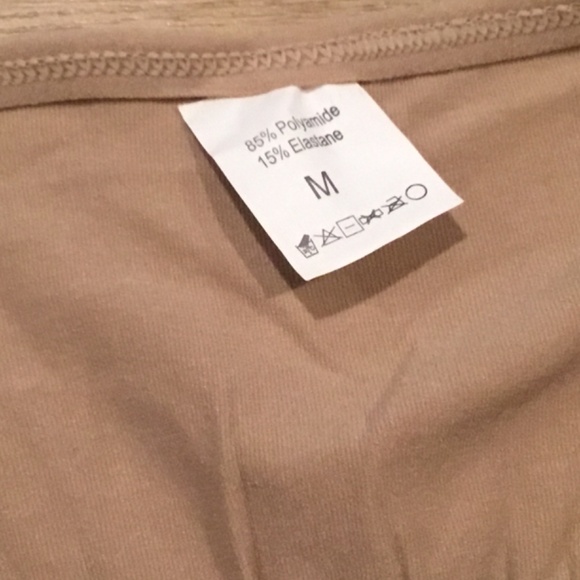 85% Polyamide
15% Elastane
M